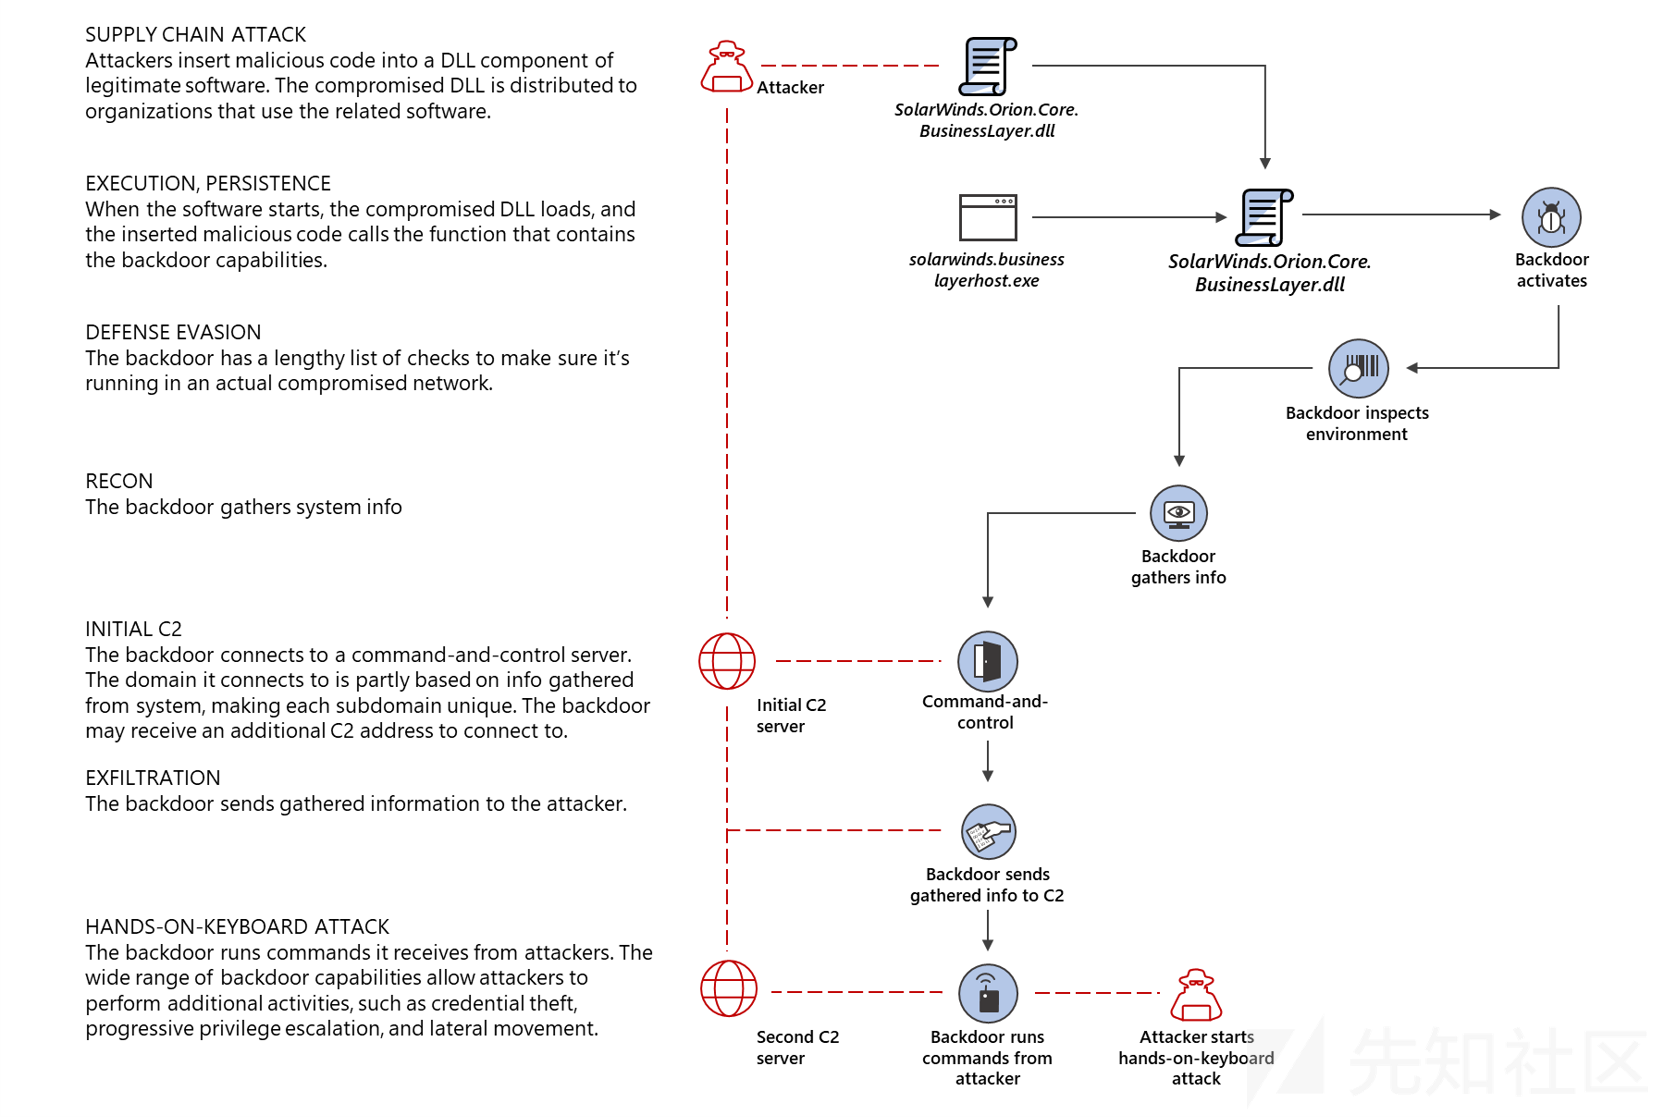 SUPPLY CHAIN ATTACK
Attackers insert malicious code into a DLL component of
legitimate software. The compromised DLL is distributed to
organizations that use the related software.
Attacker
SolarWinds.Orion.Core.
BusinessLayer.dll
EXECUTION, PERSISTENCE
When the software starts, the compromised DLL loads, and
the inserted malicious code calls the function that contains
the backdoor capabilities.
solarwinds.business
layerhost.exe
SolarWinds.Orion.Core.
BusinessLayer.dll
Backdoor
activates
DEFENSE EVASION
The backdoor has a lengthy list of checks to make sure it's
running in an actual compromised network.
Backdoor inspects
environment
RECON
The backdoor gathers system info
Backdoor
gathers info
INITIAL C2
The backdoor connects to a command-and-control server.
The domain it connects to is partly based on info gathered
from system, making each subdomain unique. The backdoor
may receive an additional C2 address to connect to.
Initial C2
server
Command-and-
control
EXFILTRATION
The backdoor sends gathered information to the attacker.
Backdoor sends
gathered info to C2
HANDS-ON-KEYBOARD ATTACK
The backdoor runs commands it receives from attackers. The
wide range of backdoor capabilities allow attackers to
perform additional activities, such as credential theft,
progressive privilege escalation, and lateral movement.
Second C2
server
Backdoor runs
commands from
attacker
Attacker starts
hands-on-keyboard
attack
先知社区